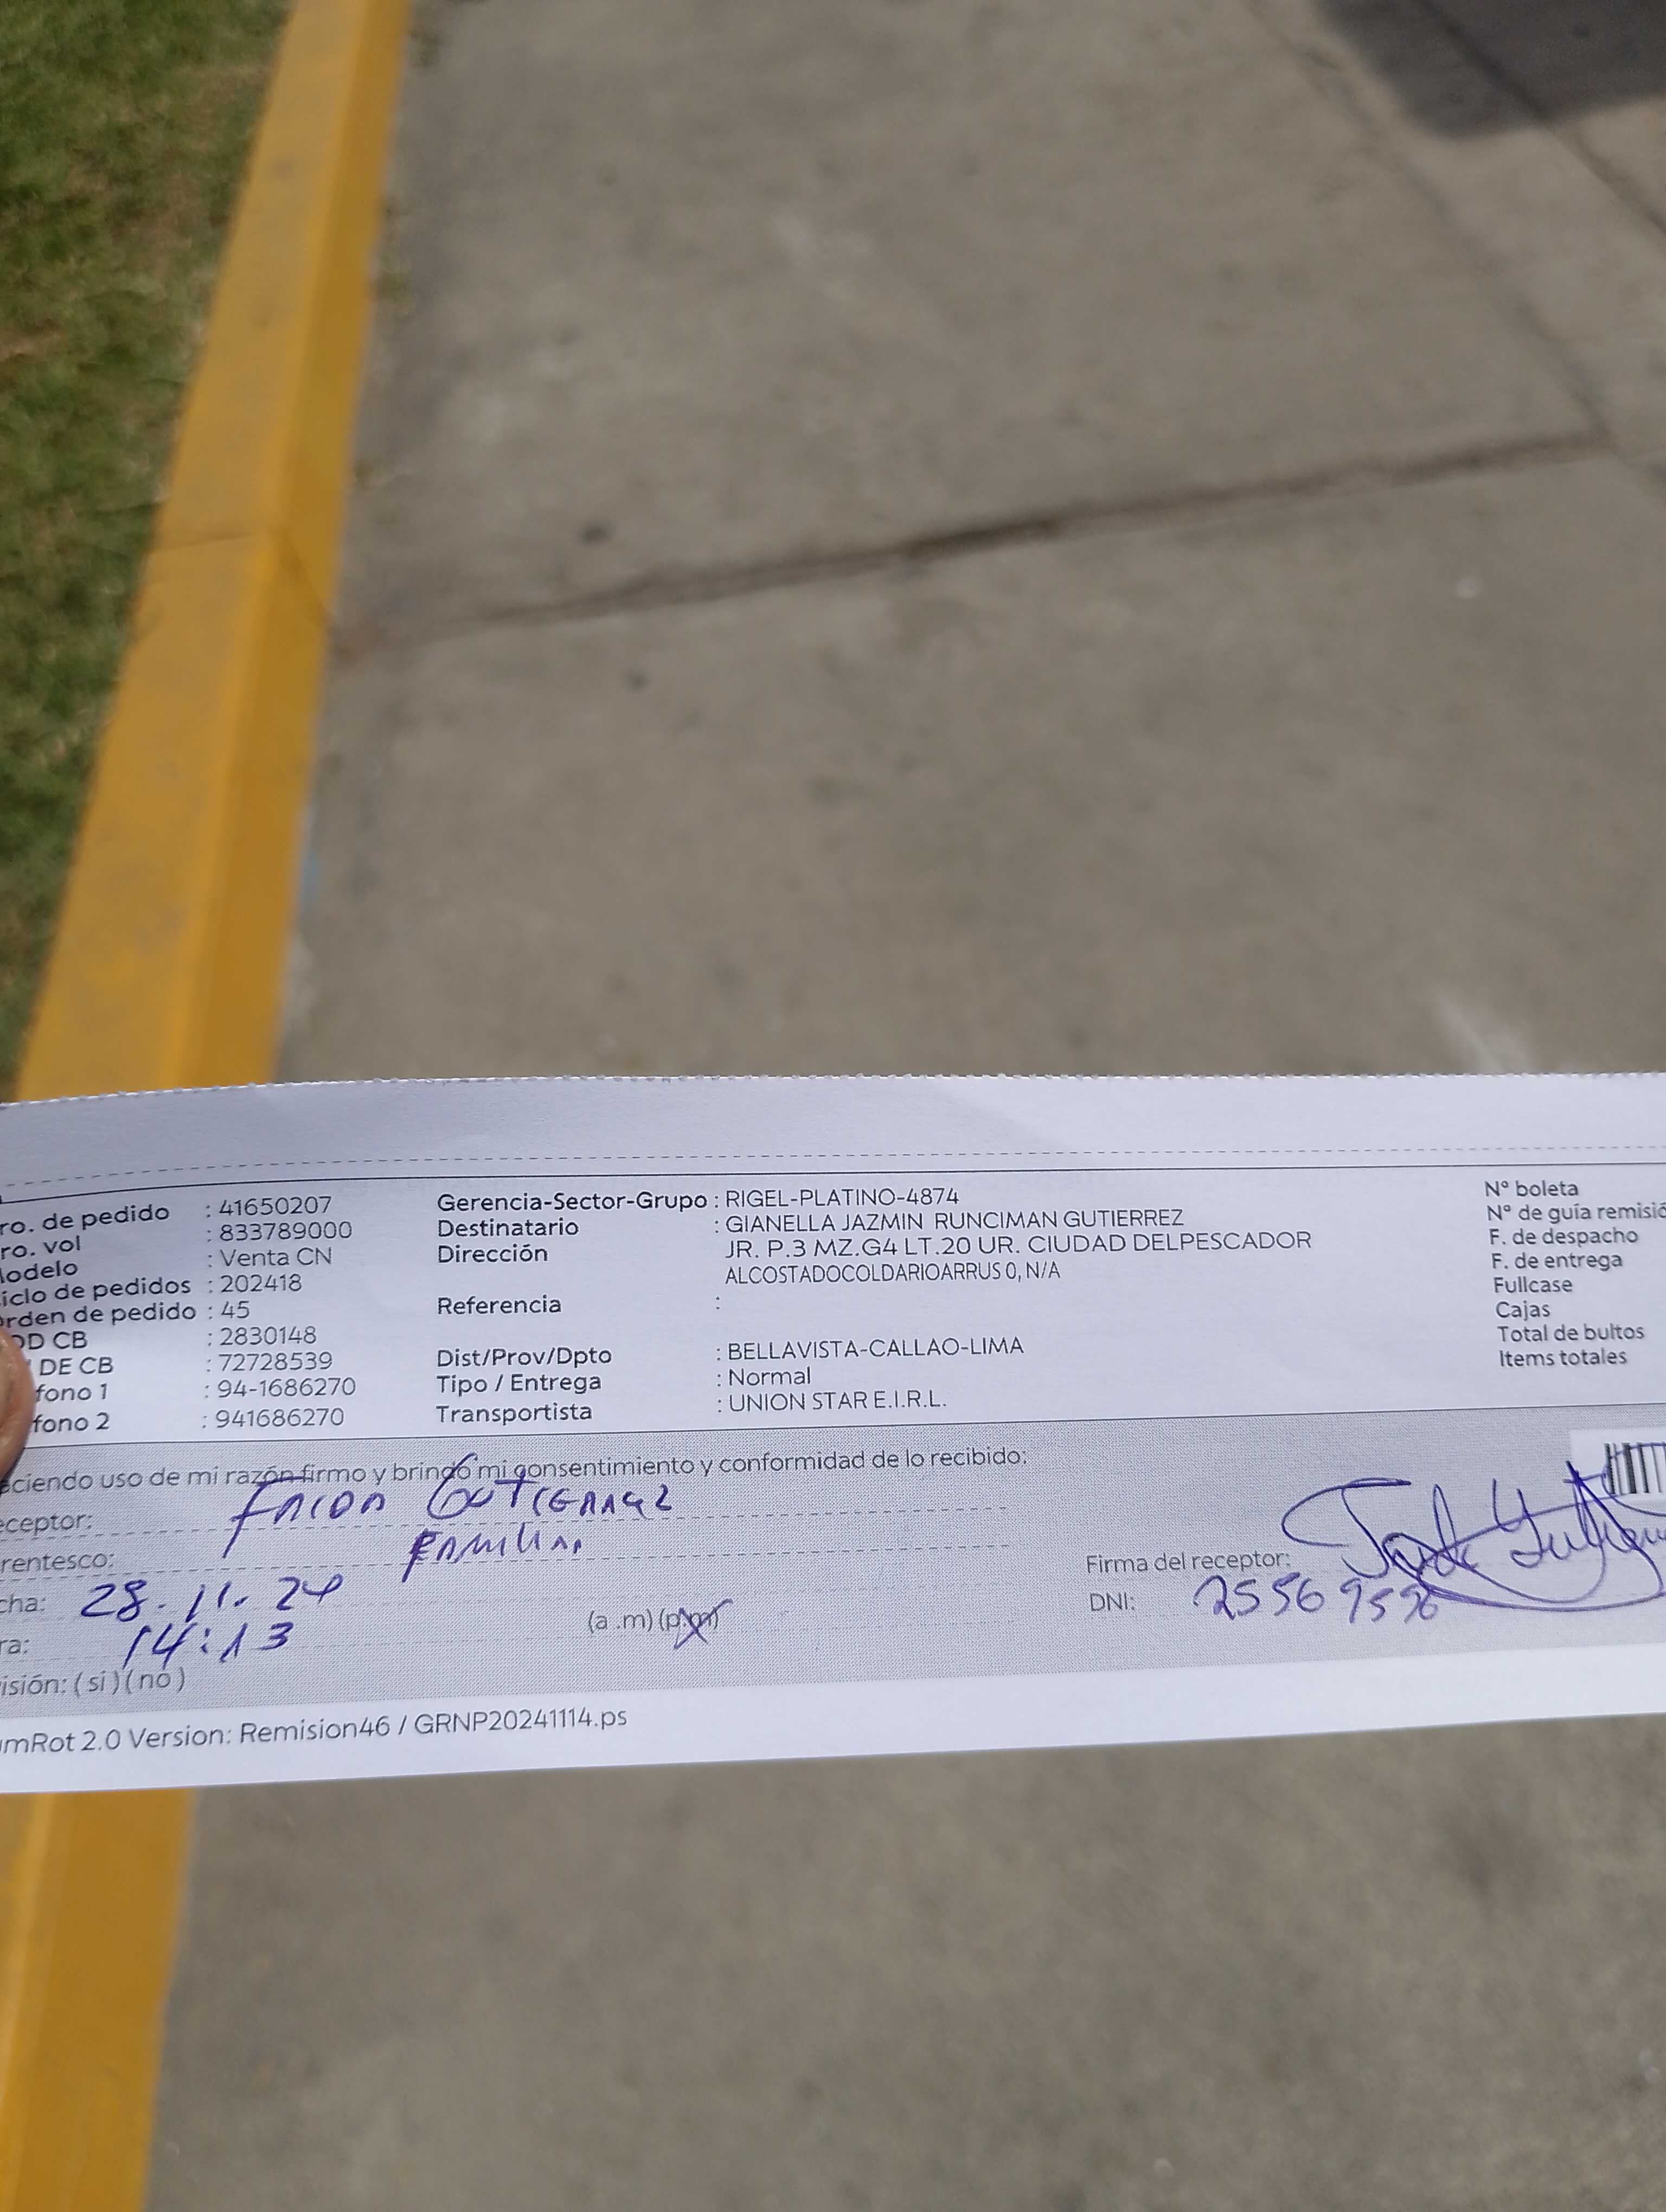 ro. de pedido : 41650207 Gerencia-Sector-Grupo : RIGEL-PLATINO-4874 N° boleta
ro. vol : 833789000 Destinatario : GIANELLA JAZMIN RUNCIMAN GUTIERREZ N° de guía remisió
odelo : Venta CN Dirección JR. P.3 MZ.G4 LT.20 UR. CIUDAD DELPESCADOR F. de despacho
iclo de pedidos : 202418 ALCOSTADOCOLDARIOARRUS 0, N/A F. de entrega
rden de pedido : 45 Referencia : Fullcase
OD CB : 2830148 Cajas
DE CB : 72728539 Dist/Prov/Dpto : BELLAVISTA-CALLAO-LIMA Total de bultos
fono 1 : 94-1686270 Tipo / Entrega : Normal Items totales
fono 2 : 941686270 Transportista : UNION STAR E.I.R.L.
aciendo uso de mi razón firmo y brindo mi consentimiento y conformidad de lo recibido:
eceptor:
rentesco: Familiar
Firma del receptor:
cha: 28.11.24 DNI:
ra: 14:13 (a .m) (p.m)
isión: ( si ) ( no )
mRot 2.0 Version: Remision46 / GRNP20241114.ps